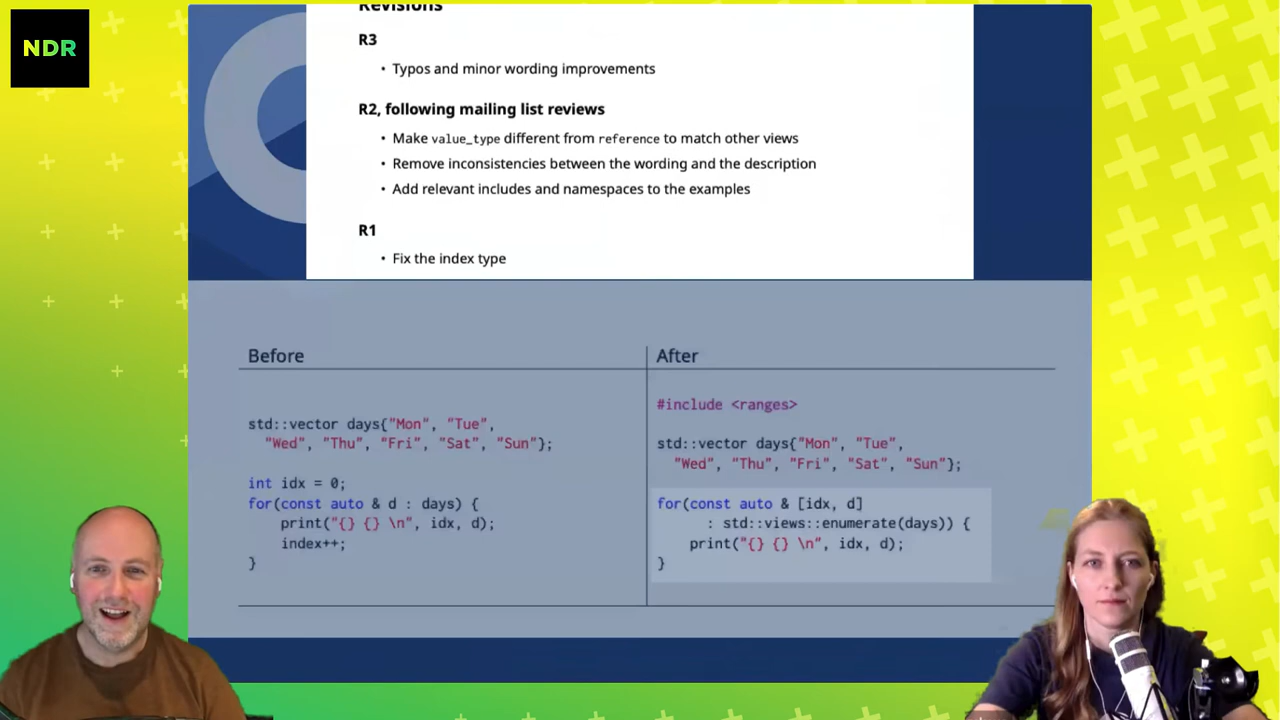 NDR
Revisions
R3
• Typos and minor wording improvements
R2, following mailing list reviews
• Make value_type different from reference to match other views
• Remove inconsistencies between the wording and the description
• Add relevant includes and namespaces to the examples
R1
• Fix the index type
Before
std::vector days{"Mon", "Tue",
"Wed", "Thu", "Fri", "Sat", "Sun"};
int idx = 0;
for(const auto & d : days) {
print("{} {} \n", idx, d);
index++;
}
After
#include <ranges>
std::vector days{"Mon", "Tue",
"Wed", "Thu", "Fri", "Sat", "Sun"};
for(const auto & [idx, d]
: std::views::enumerate(days)) {
print("{} {} \n", idx, d);
}